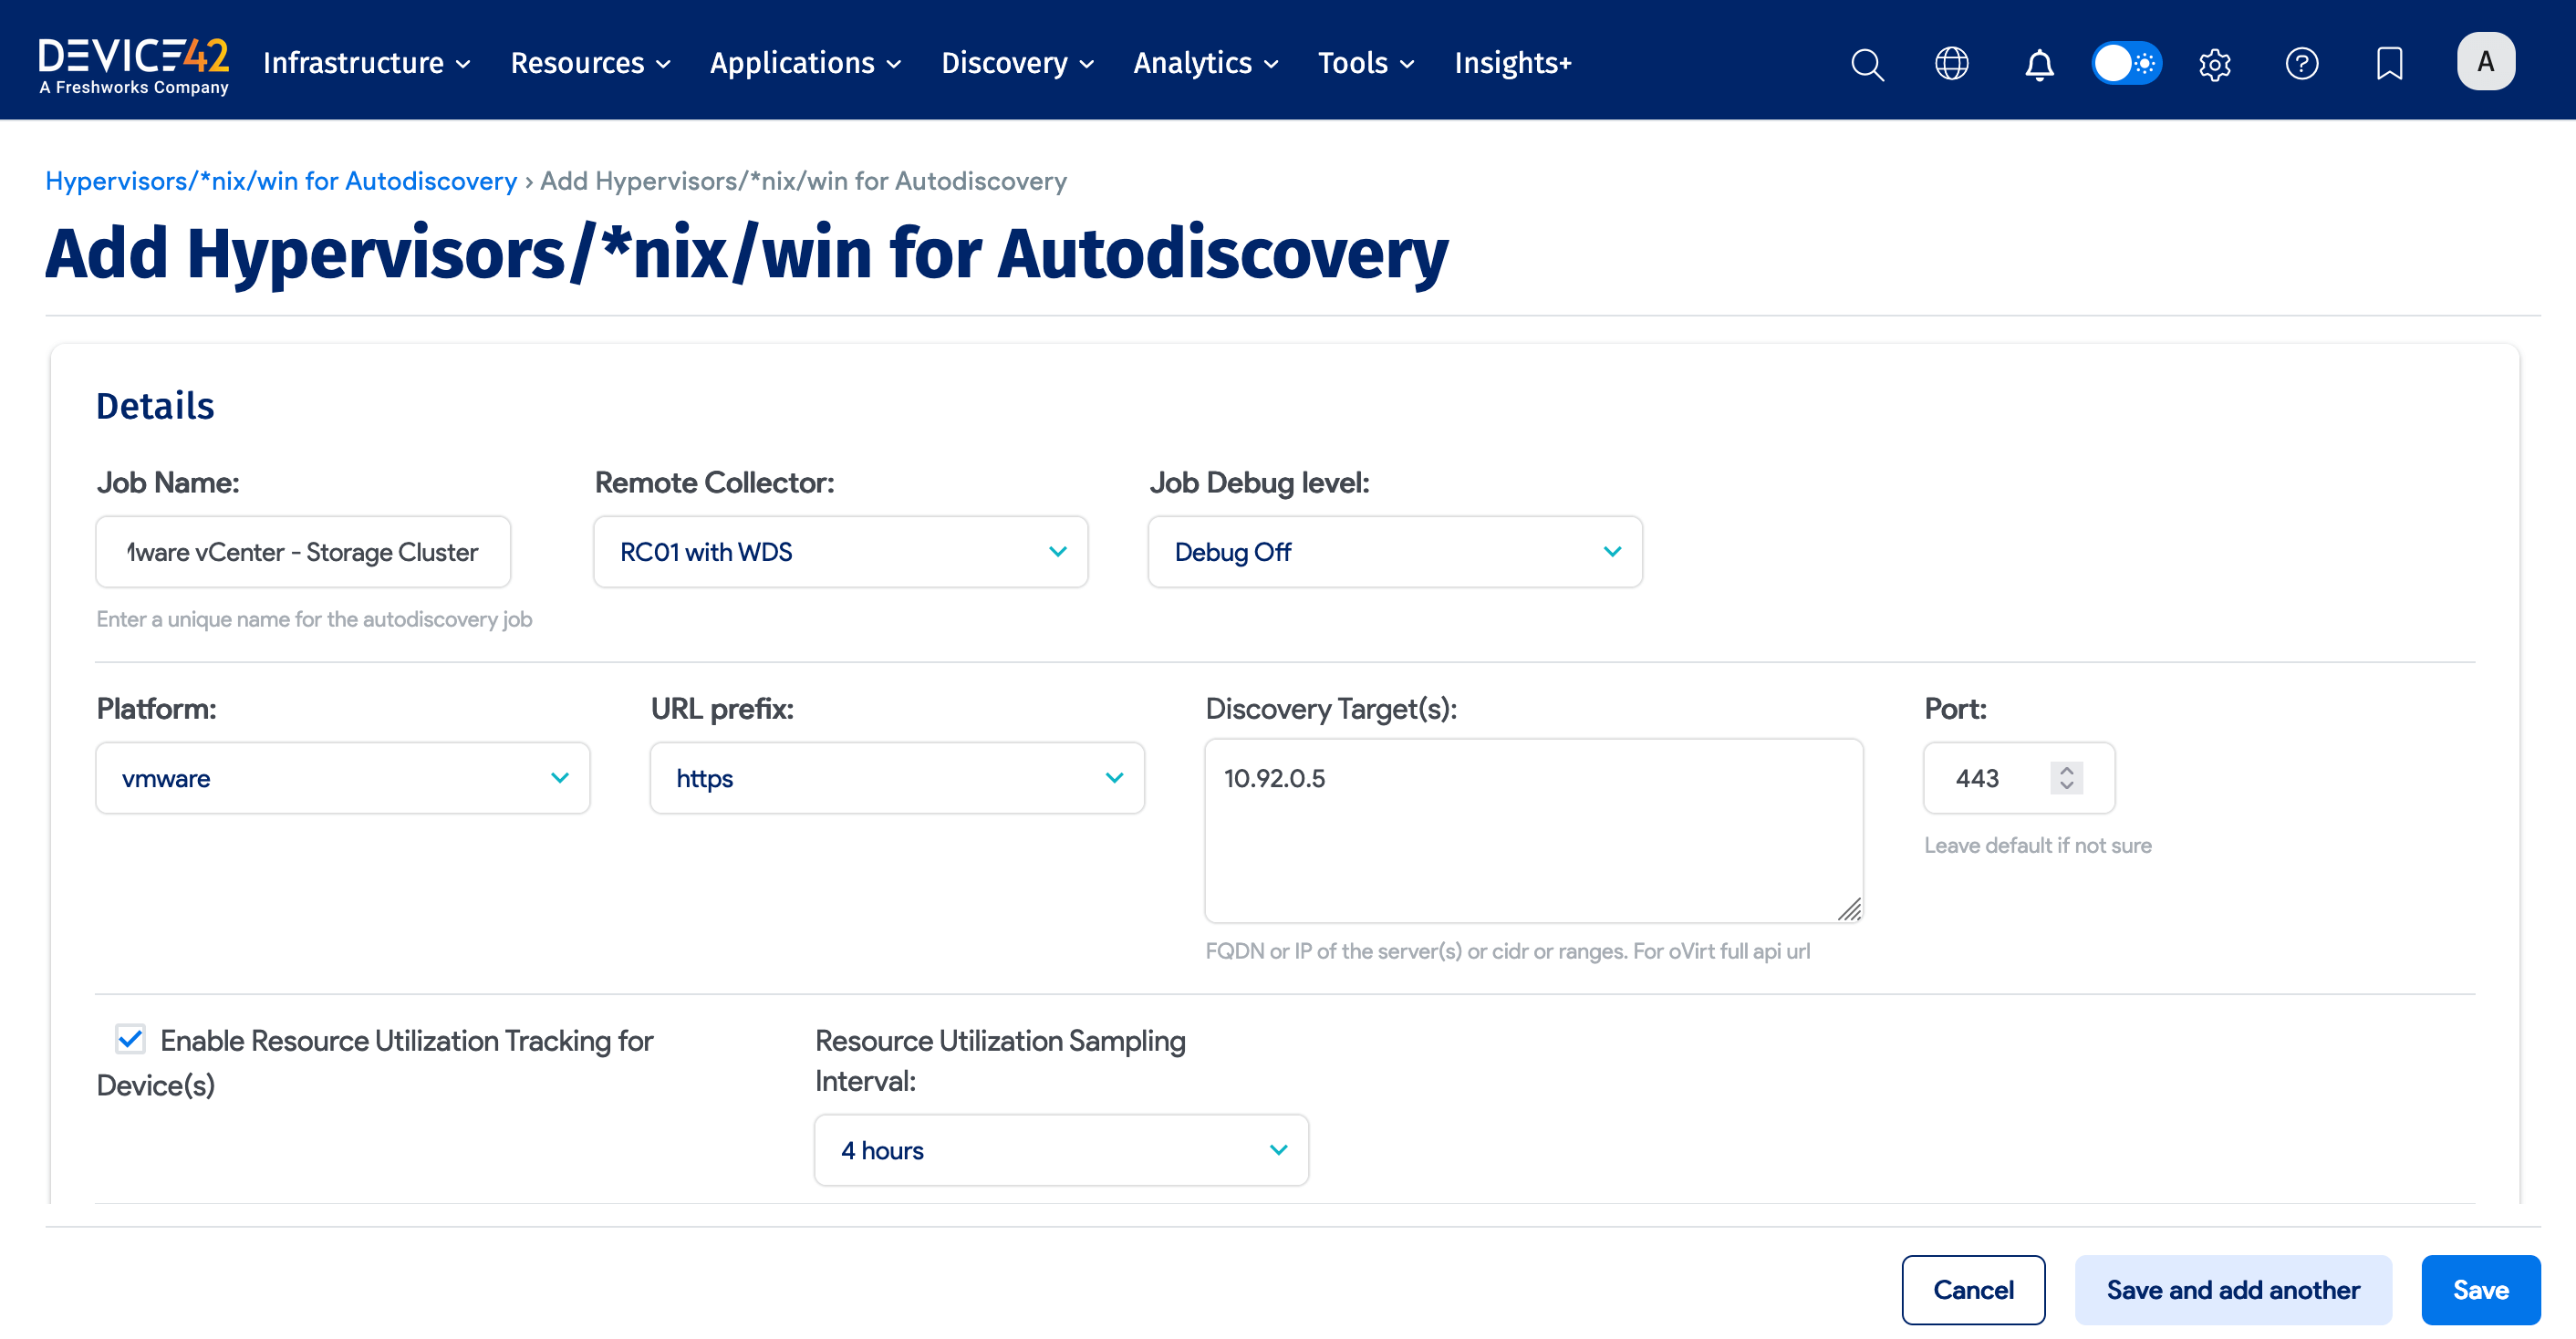 DEVICE42
A Freshworks Company
Infrastructure
Resources
Applications
Discovery
Analytics
Tools
Insights+
A
Hypervisors/*nix/win for Autodiscovery › Add Hypervisors/*nix/win for Autodiscovery
Add Hypervisors/*nix/win for Autodiscovery
Details
Job Name:
Remote Collector:
Job Debug level:
vCenter - Storage Cluster
RC01 with WDS
Debug Off
Enter a unique name for the autodiscovery job
Platform:
URL prefix:
Discovery Target(s):
Port:
vmware
https
10.92.0.5
443
Leave default if not sure
FQDN or IP of the server(s) or cidr or ranges. For oVirt full api url
Enable Resource Utilization Tracking for
Device(s)
Resource Utilization Sampling
Interval:
4 hours
Cancel
Save and add another
Save